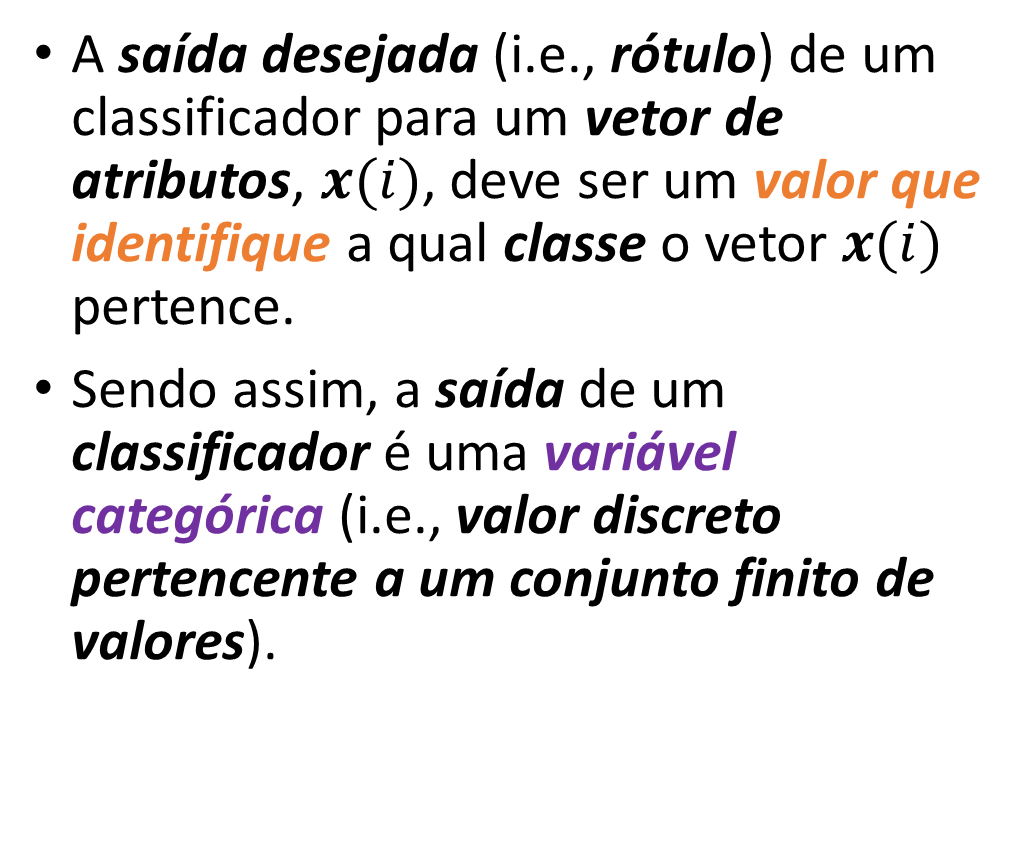 • A saída desejada (i.e., rótulo) de um
classificador para um vetor de
atributos, x(i), deve ser um valor que
identifique a qual classe o vetor x(i)
pertence.
• Sendo assim, a saída de um
classificador é uma variável
categórica (i.e., valor discreto
pertencente a um conjunto finito de
valores).